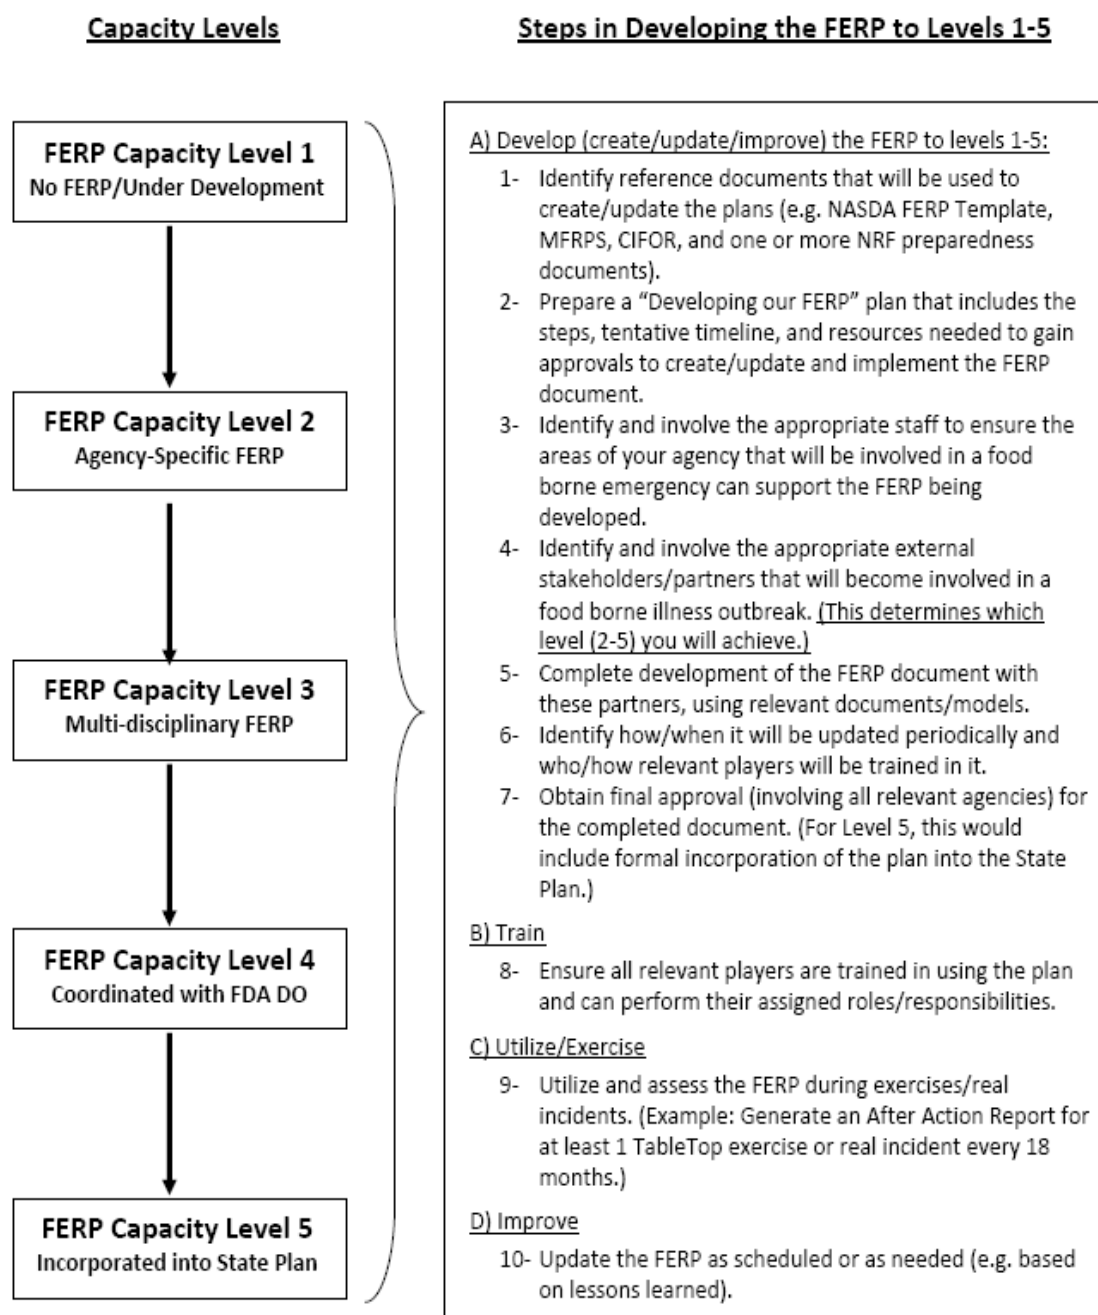 Capacity Levels
Steps in Developing the FERP to Levels 1-5
FERP Capacity Level 1
No FERP/Under Development
FERP Capacity Level 2
Agency-Specific FERP
FERP Capacity Level 3
Multi-disciplinary FERP
FERP Capacity Level 4
Coordinated with FDA DO
FERP Capacity Level 5
Incorporated into State Plan
A) Develop (create/update/improve) the FERP to levels 1-5:
1- Identify reference documents that will be used to
create/update the plans (e.g. NASDA FERP Template,
MFRPS, CIFOR, and one or more NRF preparedness
documents).
2- Prepare a “Developing our FERP” plan that includes the
steps, tentative timeline, and resources needed to gain
approvals to create/update and implement the FERP
document.
3- Identify and involve the appropriate staff to ensure the
areas of your agency that will be involved in a food
borne emergency can support the FERP being
developed.
4- Identify and involve the appropriate external
stakeholders/partners that will become involved in a
food borne illness outbreak. (This determines which
level (2-5) you will achieve.)
5- Complete development of the FERP document with
these partners, using relevant documents/models.
6- Identify how/when it will be updated periodically and
who/how relevant players will be trained in it.
7- Obtain final approval (involving all relevant agencies) for
the completed document. (For Level 5, this would
include formal incorporation of the plan into the State
Plan.)
B) Train
8- Ensure all relevant players are trained in using the plan
and can perform their assigned roles/responsibilities.
C) Utilize/Exercise
9- Utilize and assess the FERP during exercises/real
incidents. (Example: Generate an After Action Report for
at least 1 TableTop exercise or real incident every 18
months.)
D) Improve
10- Update the FERP as scheduled or as needed (e.g. based
on lessons learned).